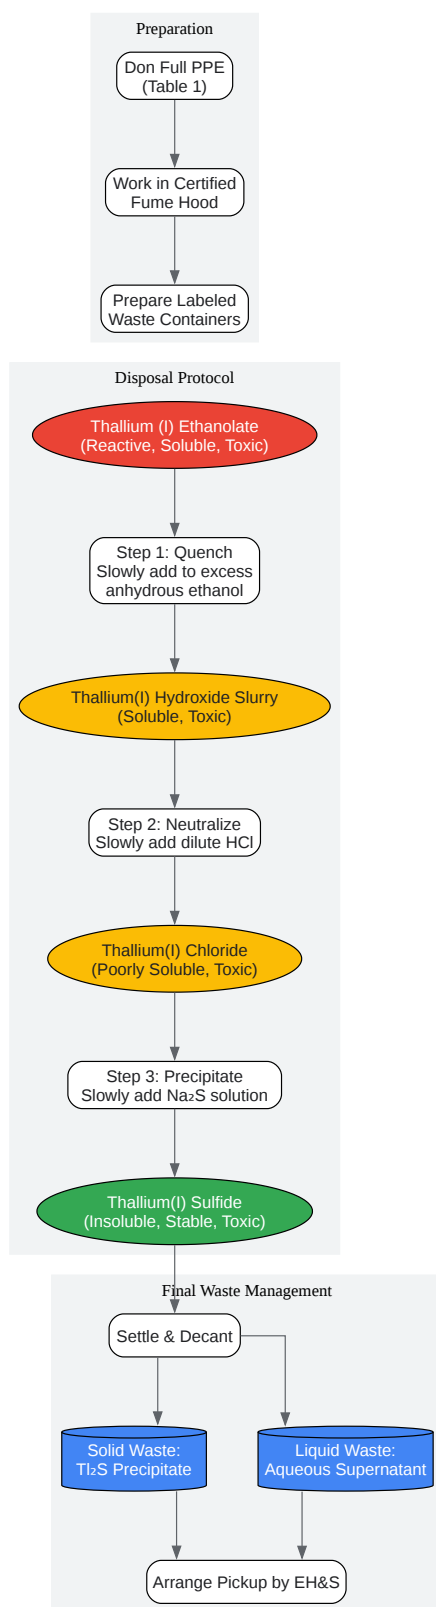 Preparation
Don Full PPE
(Table 1)
Work in Certified
Fume Hood
Prepare Labeled
Waste Containers
Disposal Protocol
Thallium (I) Ethanolate
(Reactive, Soluble, Toxic)
Step 1: Quench
Slowly add to excess
anhydrous ethanol
Thallium(I) Hydroxide Slurry
(Soluble, Toxic)
Step 2: Neutralize
Slowly add dilute HCl
Thallium(I) Chloride
(Poorly Soluble, Toxic)
Step 3: Precipitate
Slowly add Na₂S solution
Thallium(I) Sulfide
(Insoluble, Stable, Toxic)
Final Waste Management
Settle & Decant
Solid Waste:
Tl₂S Precipitate
Liquid Waste:
Aqueous Supernatant
Arrange Pickup by EH&S